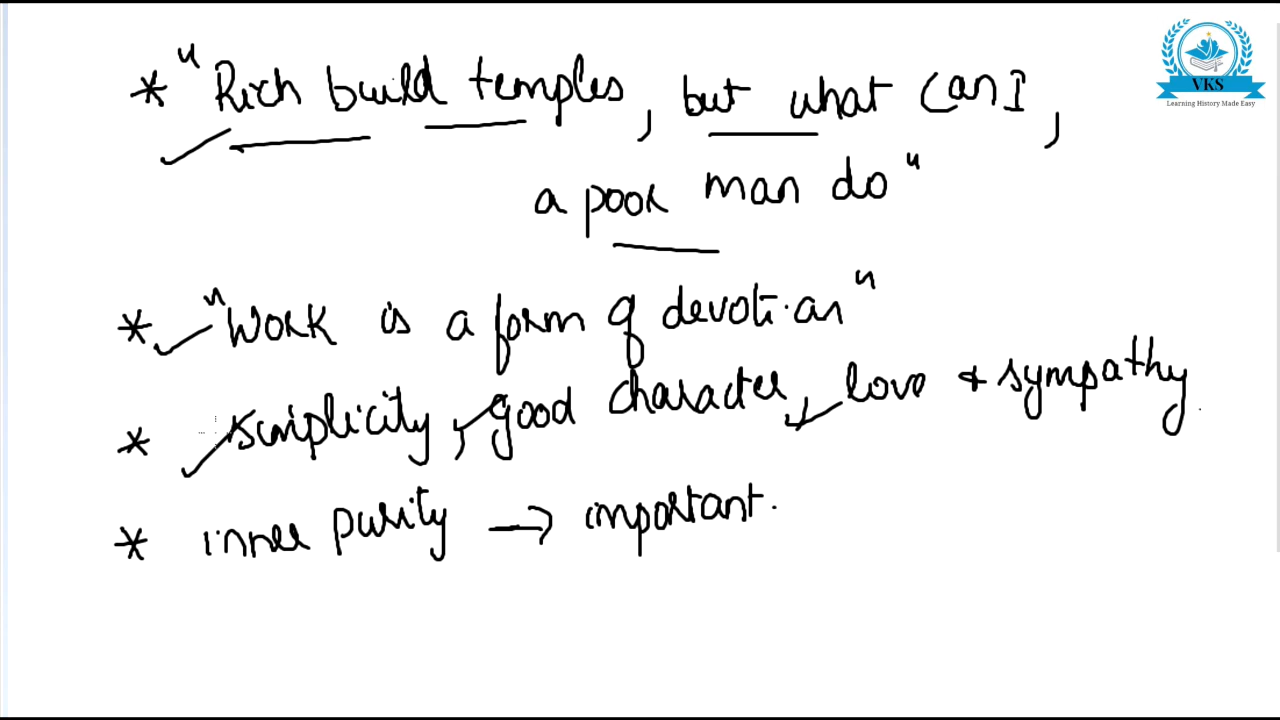 VKS
Learning History Made Easy
* "Rich build temples, but what can I,
a poor man do"
* "Work is a form of devotion"
* simplicity, good character, love & sympathy
* inner purity → important.